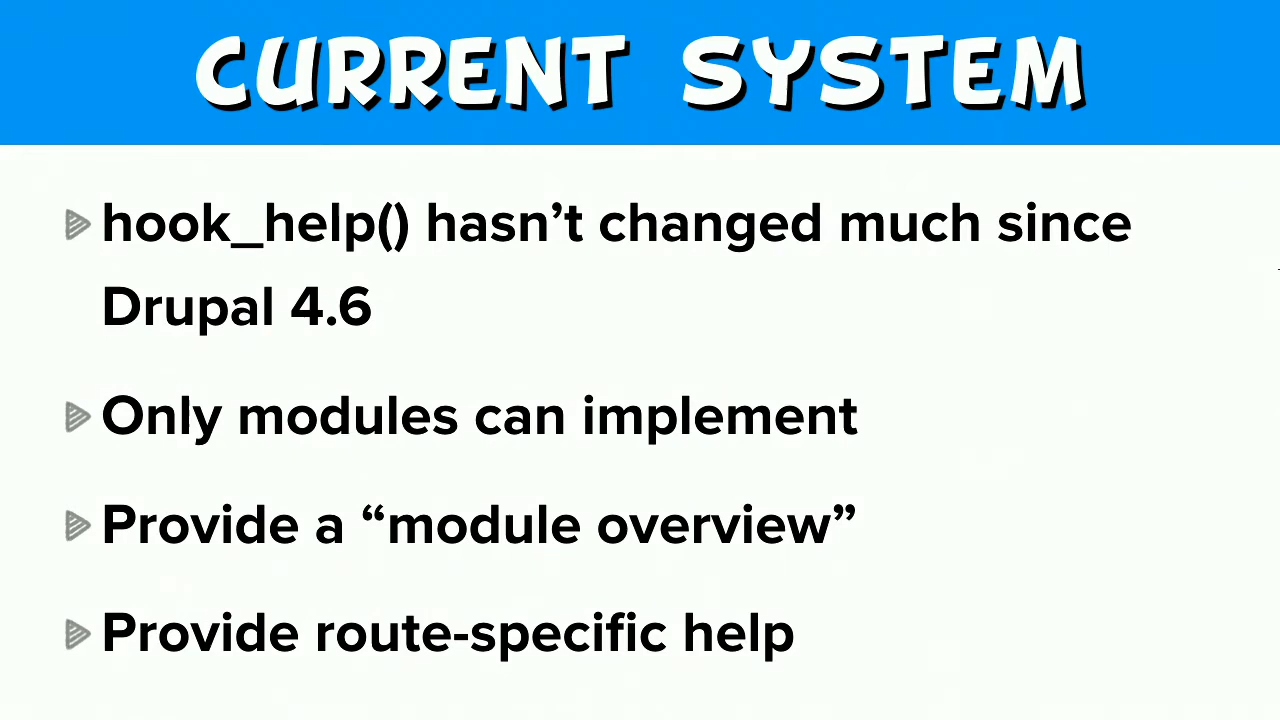 CURRENT SYSTEM
hook_help() hasn’t changed much since
Drupal 4.6
Only modules can implement
Provide a “module overview”
Provide route-specific help